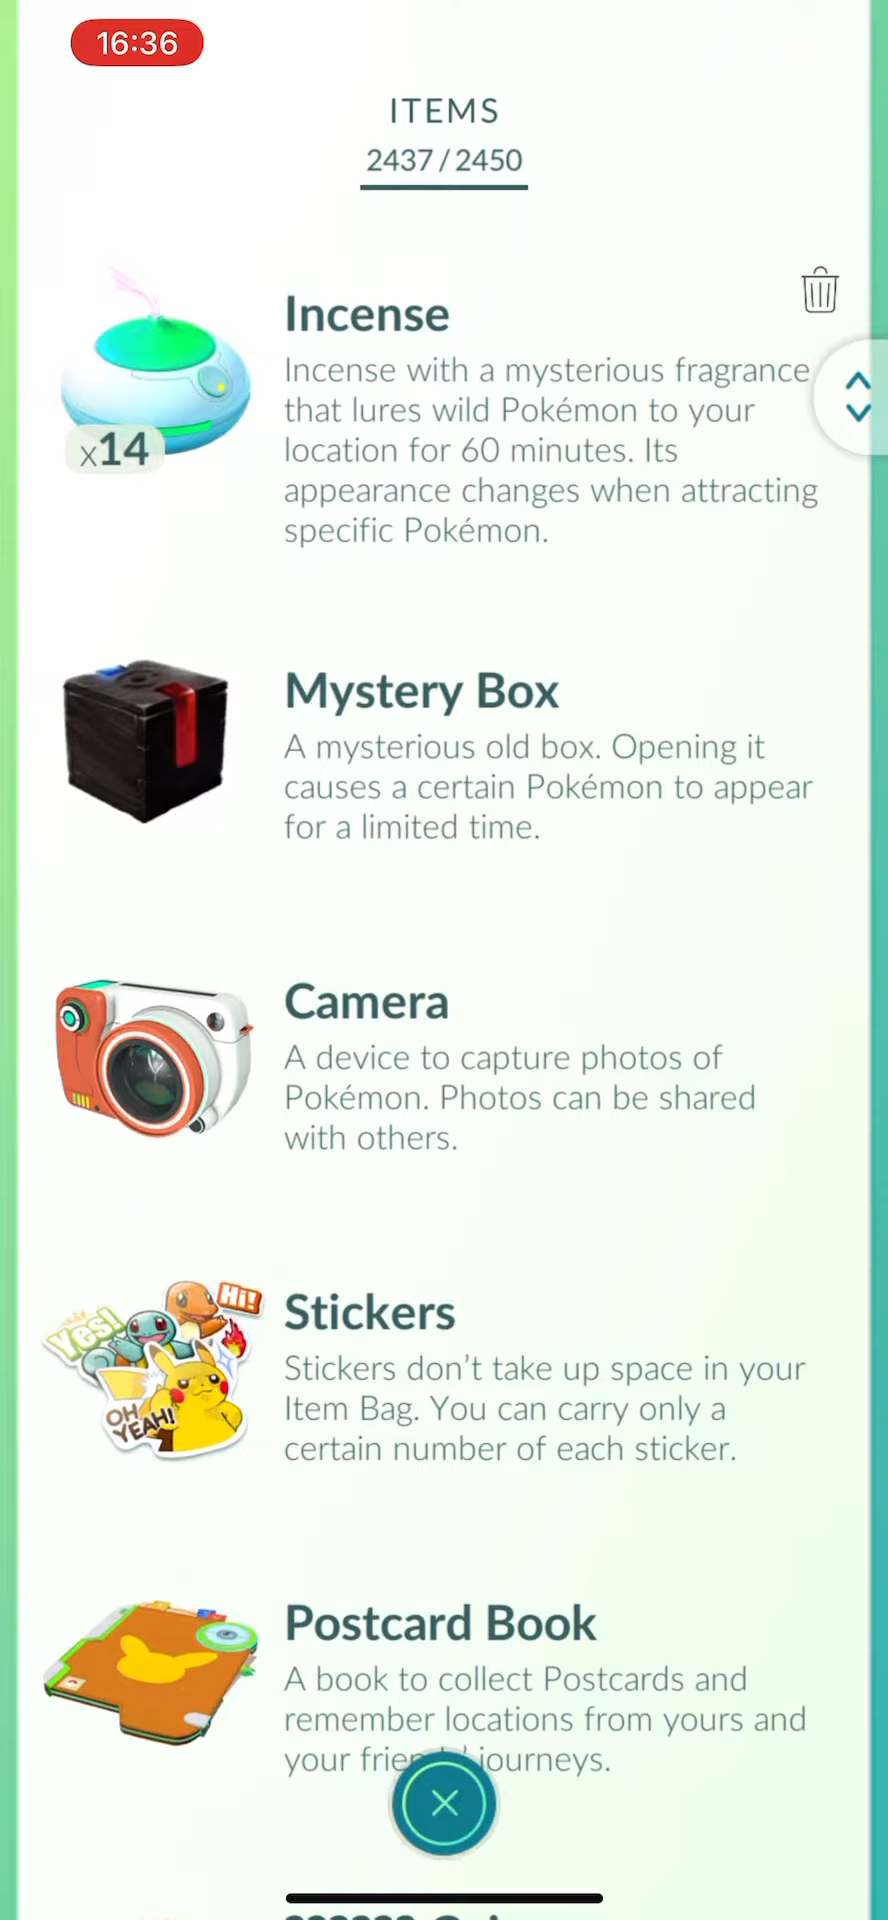 16:36
ITEMS
2437/2450
Incense
Incense with a mysterious fragrance
that lures wild Pokémon to your
location for 60 minutes. Its
appearance changes when attracting
specific Pokémon.
x14
Mystery Box
A mysterious old box. Opening it
causes a certain Pokémon to appear
for a limited time.
Camera
A device to capture photos of
Pokémon. Photos can be shared
with others.
Yes!
Hi!
OH
YEAH!
Stickers
Stickers don’t take up space in your
Item Bag. You can carry only a
certain number of each sticker.
Postcard Book
A book to collect Postcards and
remember locations from yours and
your journeys.